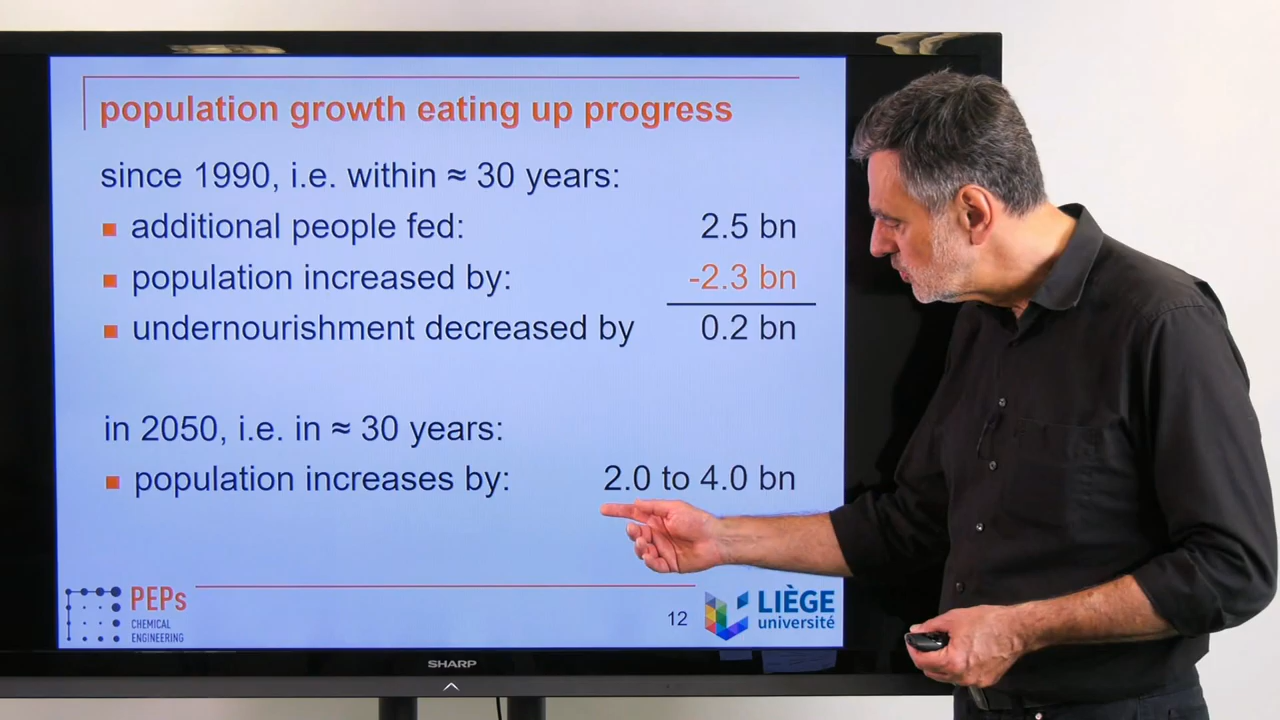 population growth eating up progress
since 1990, i.e. within ≈ 30 years:
▪ additional people fed: 2.5 bn
▪ population increased by: -2.3 bn
▪ undernourishment decreased by 0.2 bn
in 2050, i.e. in ≈ 30 years:
▪ population increases by: 2.0 to 4.0 bn
PEPs
CHEMICAL
ENGINEERING
12
LIÈGE
université
SHARP